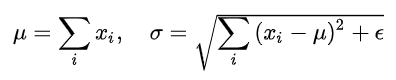 μ = ∑_i x_i,  σ = √(∑_i (x_i − μ)² + ϵ)